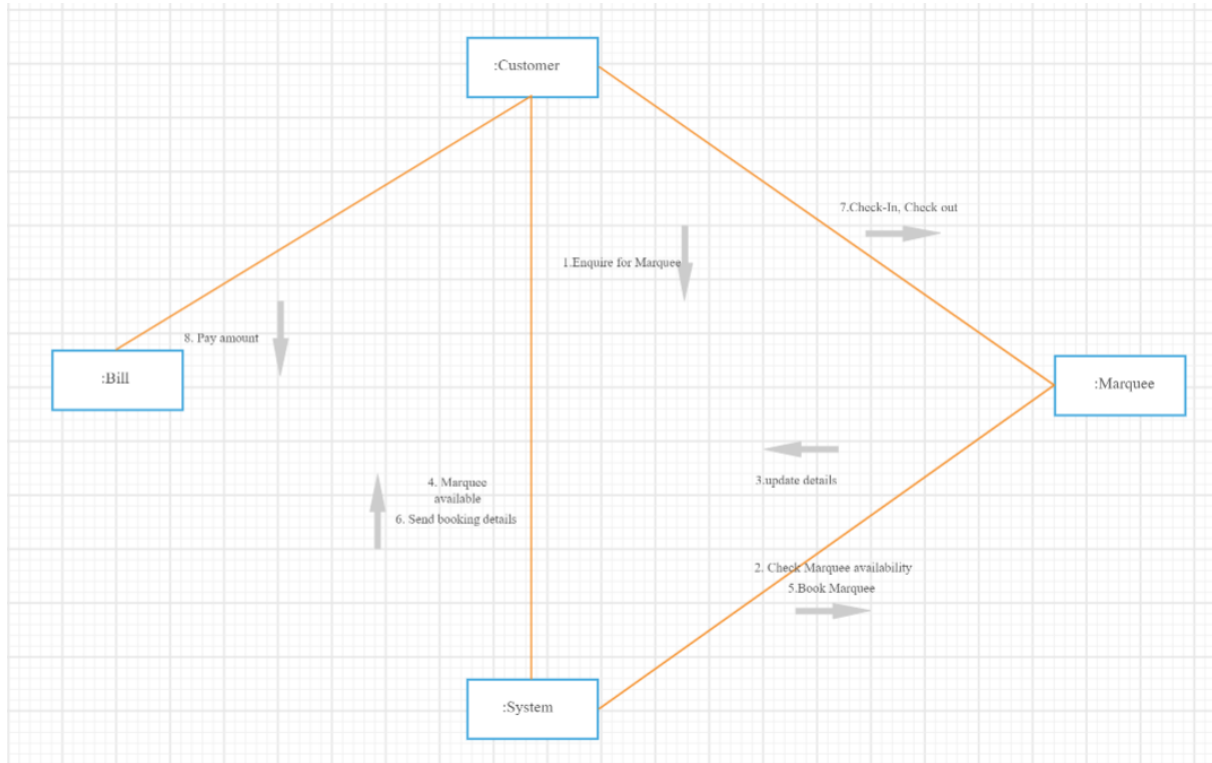 :Customer
7.Check-In, Check out
1.Enquire for Marquee
8. Pay amount
:Bill
:Marquee
3.update details
4. Marquee
available
6. Send booking details
2. Check Marquee availability
5.Book Marquee
:System